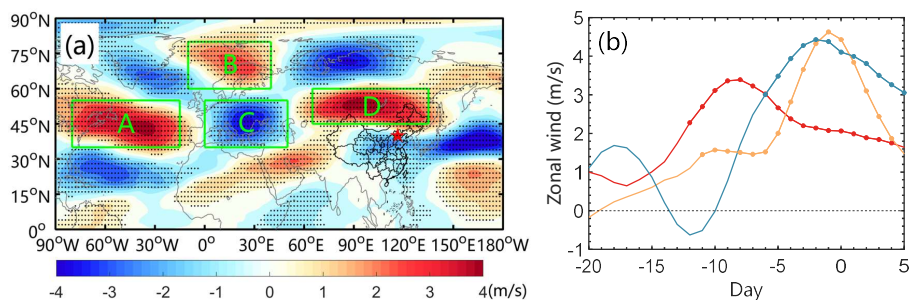 (a)
A
B
C
D
75°N
60°N
45°N
30°N
15°N
0°
90°W 60°W 30°W 0° 30°E 60°E 90°E 120°E 150°E 180°W
-4 -3 -2 -1 0 1 2 3 4(m/s)
(b)
Zonal wind (m/s)
5
4
3
2
1
0
-1
-20 -15 -10 -5 0 5
Day